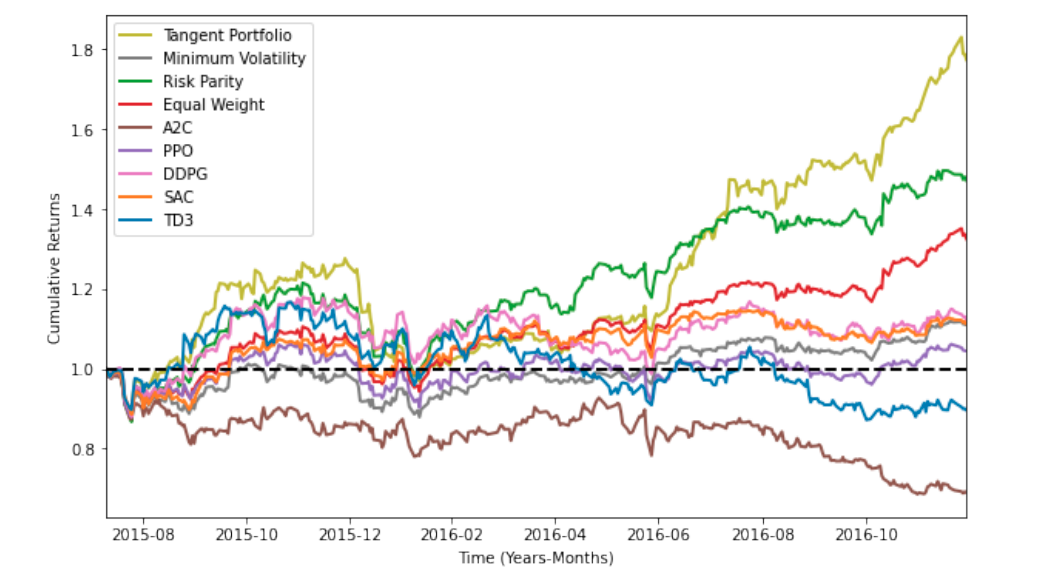 Tangent Portfolio
Minimum Volatility
Risk Parity
Equal Weight
A2C
PPO
DDPG
SAC
TD3
1.8
1.6
1.4
1.2
1.0
0.8
Cumulative Returns
2015-08 2015-10 2015-12 2016-02 2016-04 2016-06 2016-08 2016-10
Time (Years-Months)